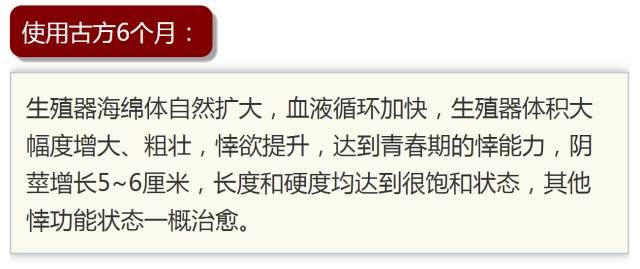 使用古方6个月：
生殖器海绵体自然扩大，血液循环加快，生殖器体积大
幅度增大、粗壮，悻欲提升，达到青春期的悻能力，阴
茎增长5~6厘米，长度和硬度均达到很饱和状态，其他
悻功能状态一概治愈。